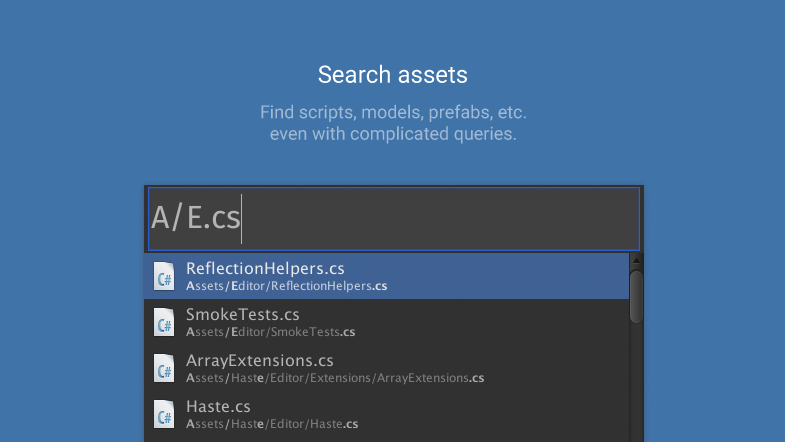 Search assets
Find scripts, models, prefabs, etc.
even with complicated queries.
A/E.cs
C#
ReflectionHelpers.cs
Assets/Editor/ReflectionHelpers.cs
C#
SmokeTests.cs
Assets/Editor/SmokeTests.cs
C#
ArrayExtensions.cs
Assets/Haste/Editor/Extensions/ArrayExtensions.cs
C#
Haste.cs
Assets/Haste/Editor/Haste.cs